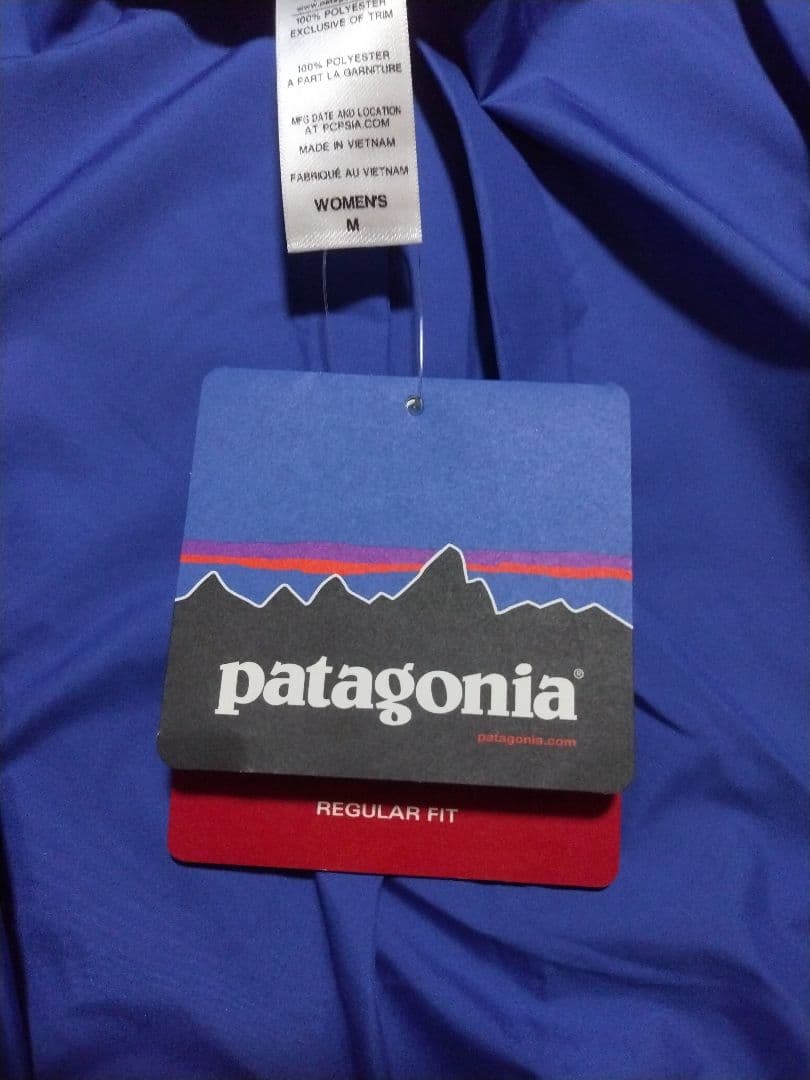 100% POLYESTER
EXCLUSIVE OF TRIM
100% POLYESTER
A PART LA GARNITURE
MFG DATE AND LOCATION
AT PCPSIA.COM
MADE IN VIETNAM
FABRIQUÉ AU VIETNAM
WOMEN'S
M
patagonia®
patagonia.com
REGULAR FIT